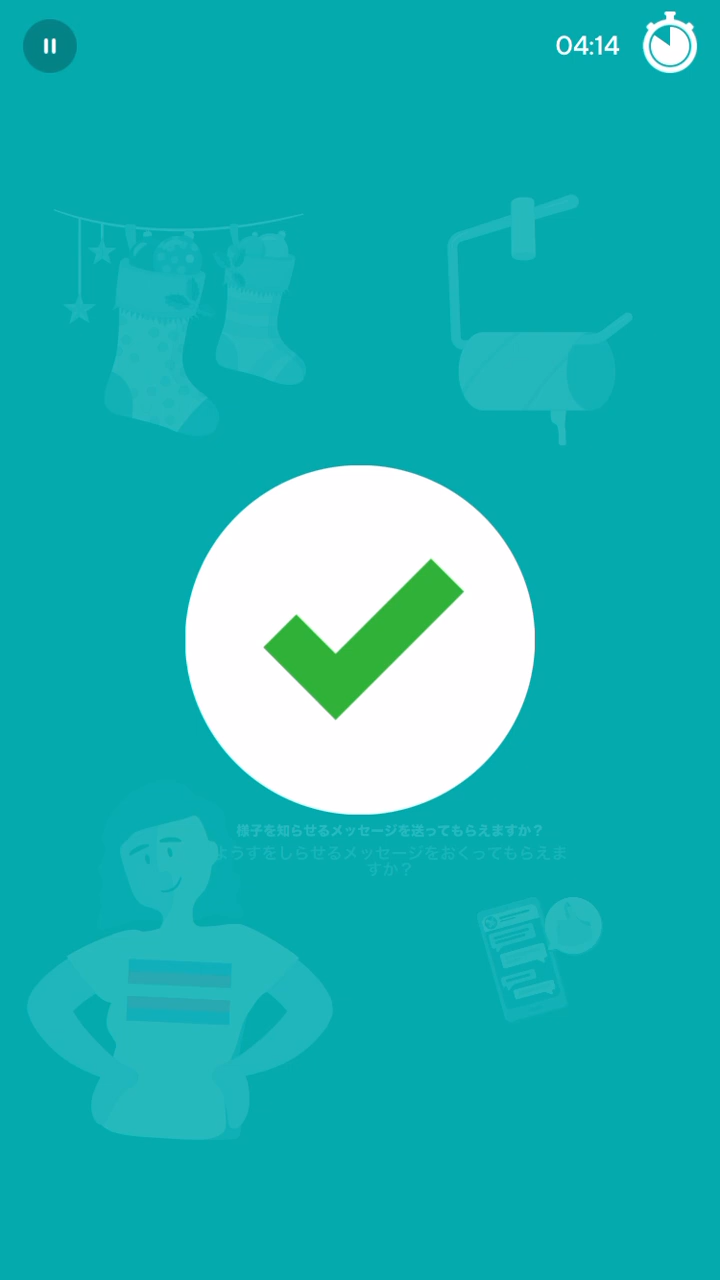 04:14
様子を知らせるメッセージを送ってもらえますか？
ようすをしらせるメッセージをおくってもらえま
すか？